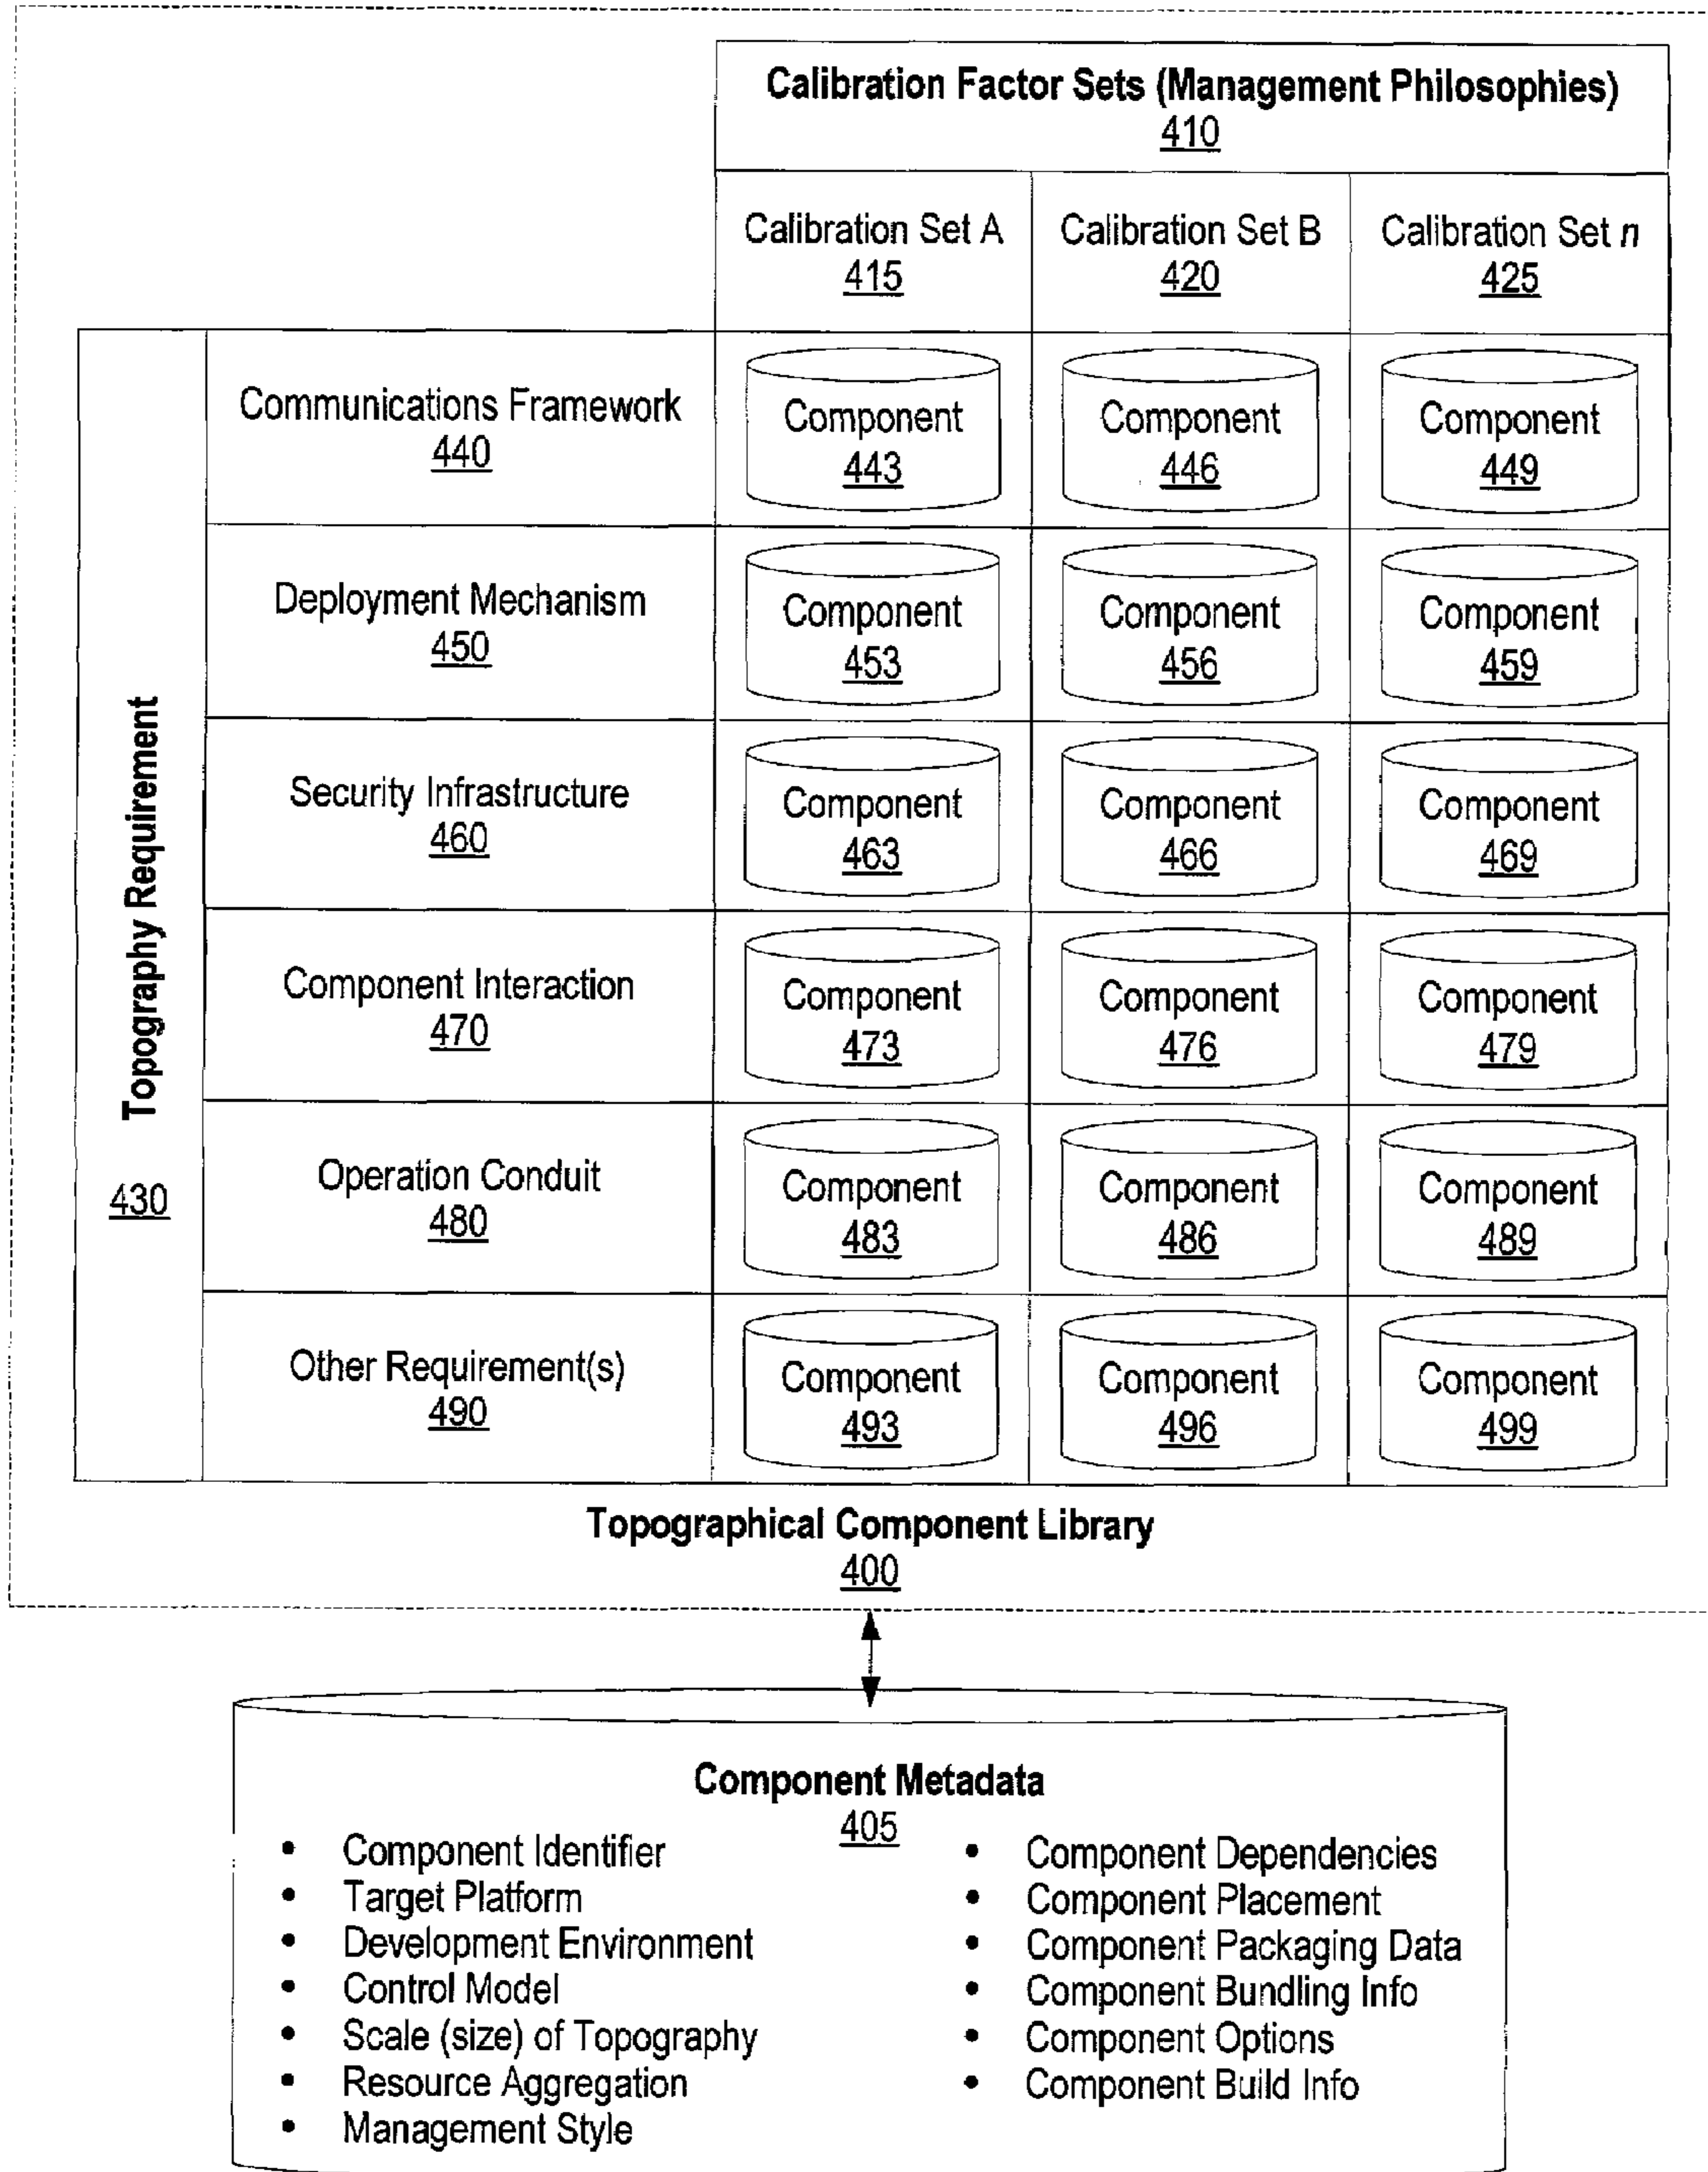 Calibration Factor Sets (Management Philosophies)
410
Calibration Set A
415
Calibration Set B
420
Calibration Set n
425
Topography Requirement
430
Communications Framework
440
Component
443
Component
446
Component
449
Deployment Mechanism
450
Component
453
Component
456
Component
459
Security Infrastructure
460
Component
463
Component
466
Component
469
Component Interaction
470
Component
473
Component
476
Component
479
Operation Conduit
480
Component
483
Component
486
Component
489
Other Requirement(s)
490
Component
493
Component
496
Component
499
Topographical Component Library
400
Component Metadata
405
• Component Identifier
• Target Platform
• Development Environment
• Control Model
• Scale (size) of Topography
• Resource Aggregation
• Management Style
• Component Dependencies
• Component Placement
• Component Packaging Data
• Component Bundling Info
• Component Options
• Component Build Info